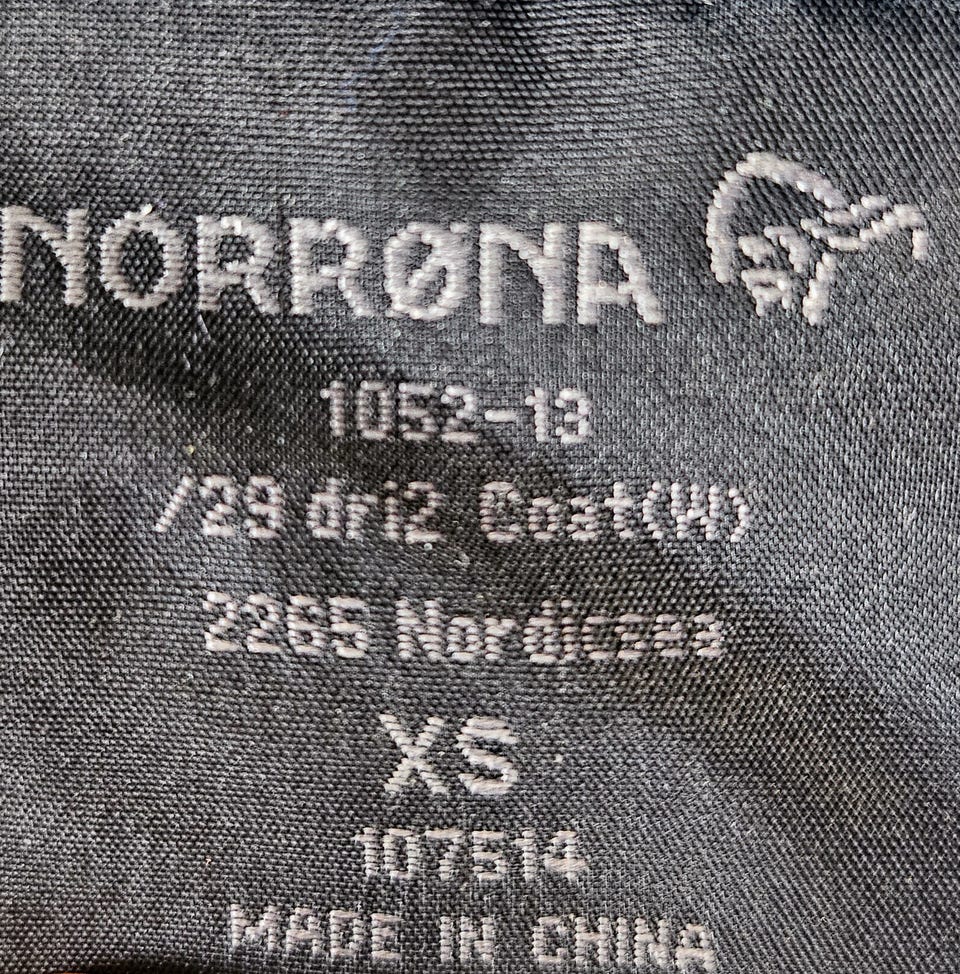 NORRØNA
1052-13
/29 dri2 Coat(W)
2265 Nordicsea
XS
107514
MADE IN CHINA